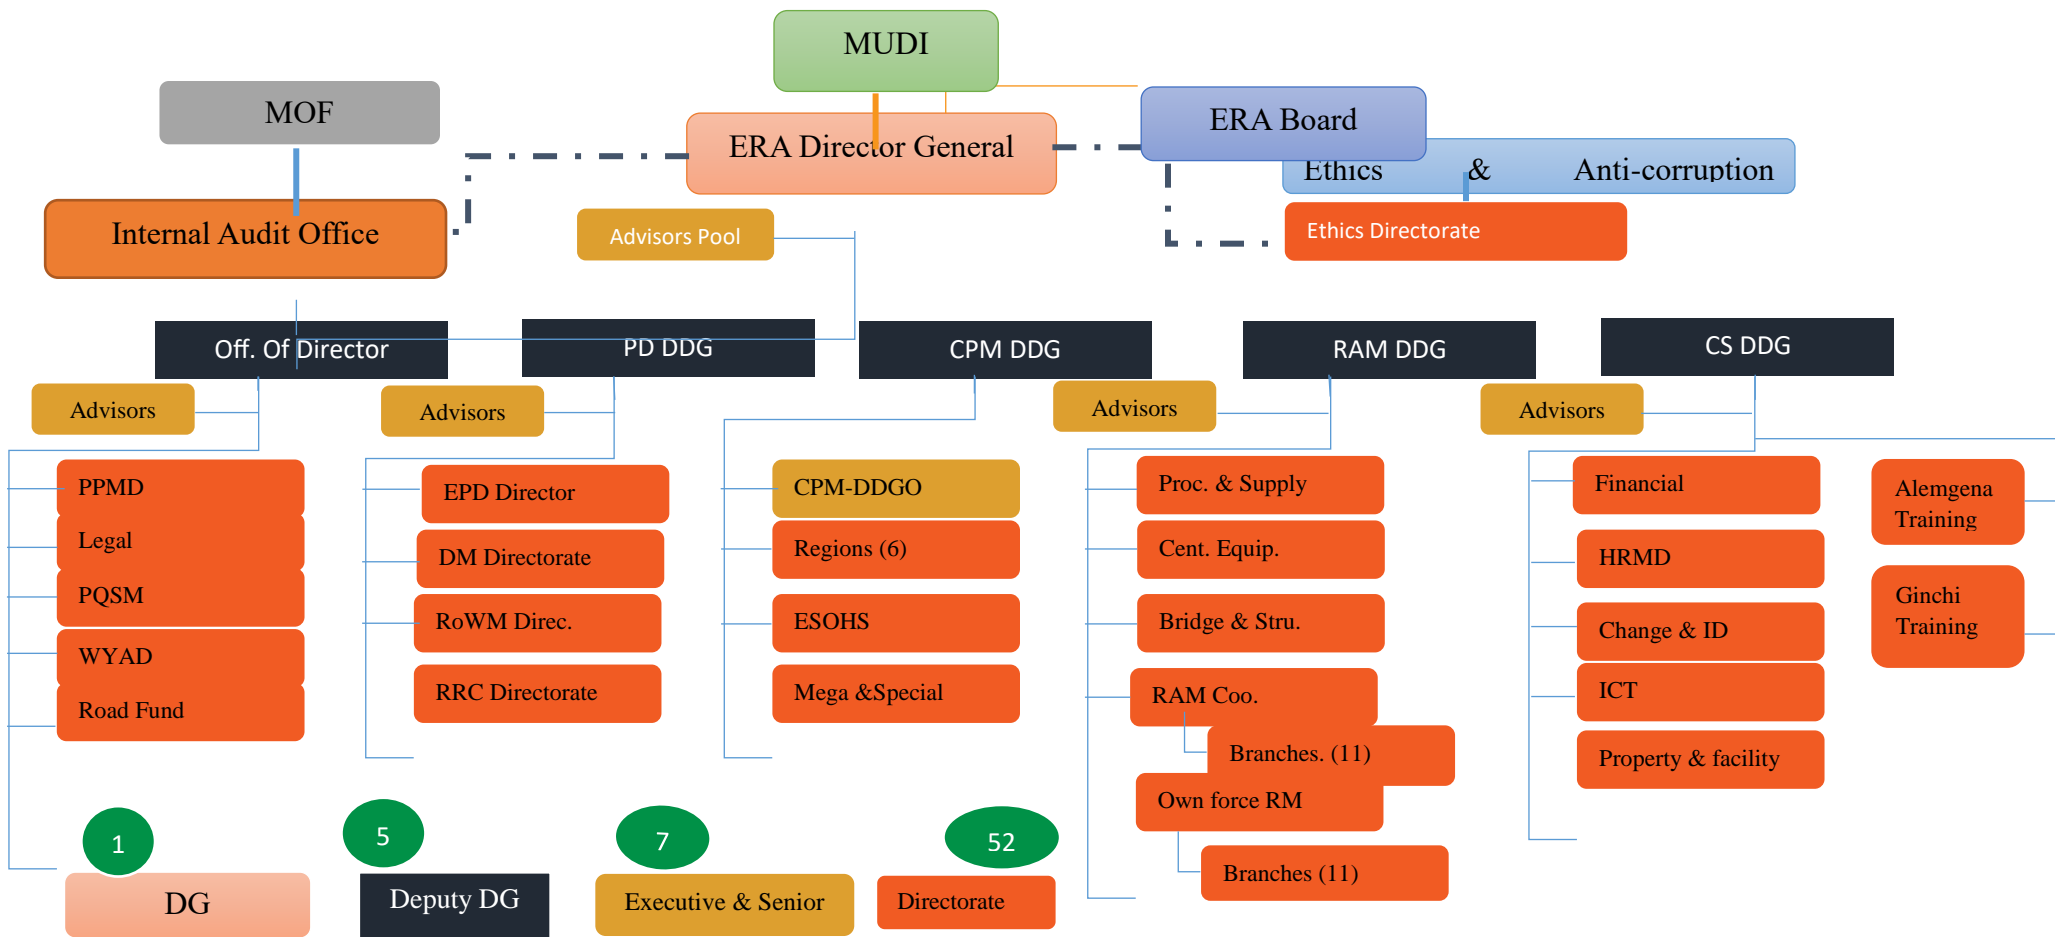 MUDI
MOF
ERA Board
ERA Director General
Ethics & Anti-corruption
Internal Audit Office
Advisors Pool
Ethics Directorate
Off. Of Director
PD DDG
CPM DDG
RAM DDG
CS DDG
Advisors
Advisors
Advisors
Advisors
PPMD
Legal
PQSM
WYAD
Road Fund
EPD Director
DM Directorate
RoWM Direc.
RRC Directorate
CPM-DDGO
Regions (6)
ESOHS
Mega &Special
Proc. & Supply
Cent. Equip.
Bridge & Stru.
RAM Coo.
Branches. (11)
Own force RM
Branches (11)
Financial
HRMD
Change & ID
ICT
Property & facility
Alemgena
Training
Ginchi
Training
1
5
7
52
DG
Deputy DG
Executive & Senior
Directorate